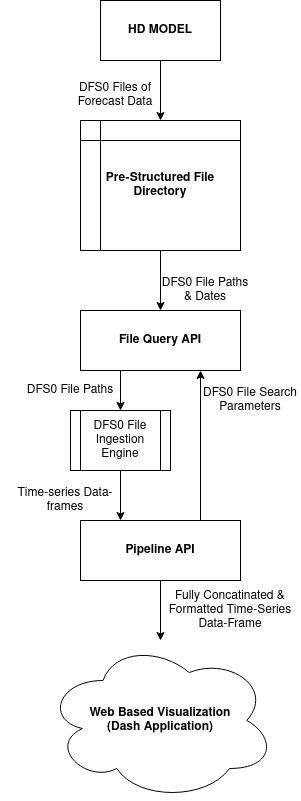 HD MODEL
DFS0 Files of
Forecast Data
Pre-Structured File
Directory
DFS0 File Paths
& Dates
File Query API
DFS0 File Paths
DFS0 File Search
Parameters
DFS0 File
Ingestion
Engine
Time-series Data-
frames
Pipeline API
Fully Concatinated &
Formatted Time-Series
Data-Frame
Web Based Visualization
(Dash Application)